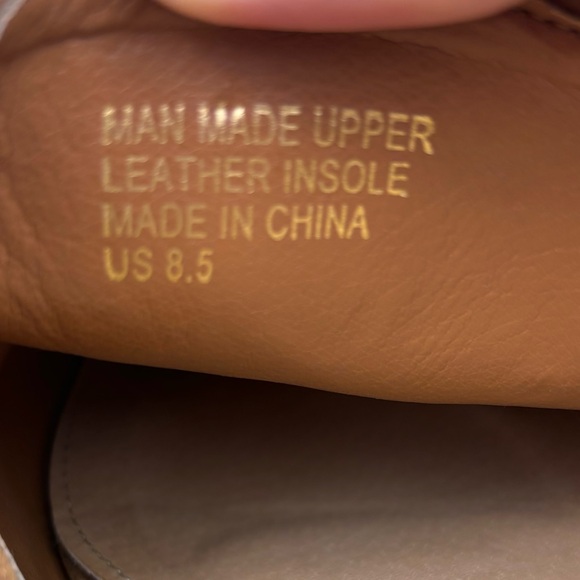 MAN MADE UPPER
LEATHER INSOLE
MADE IN CHINA
US 8.5